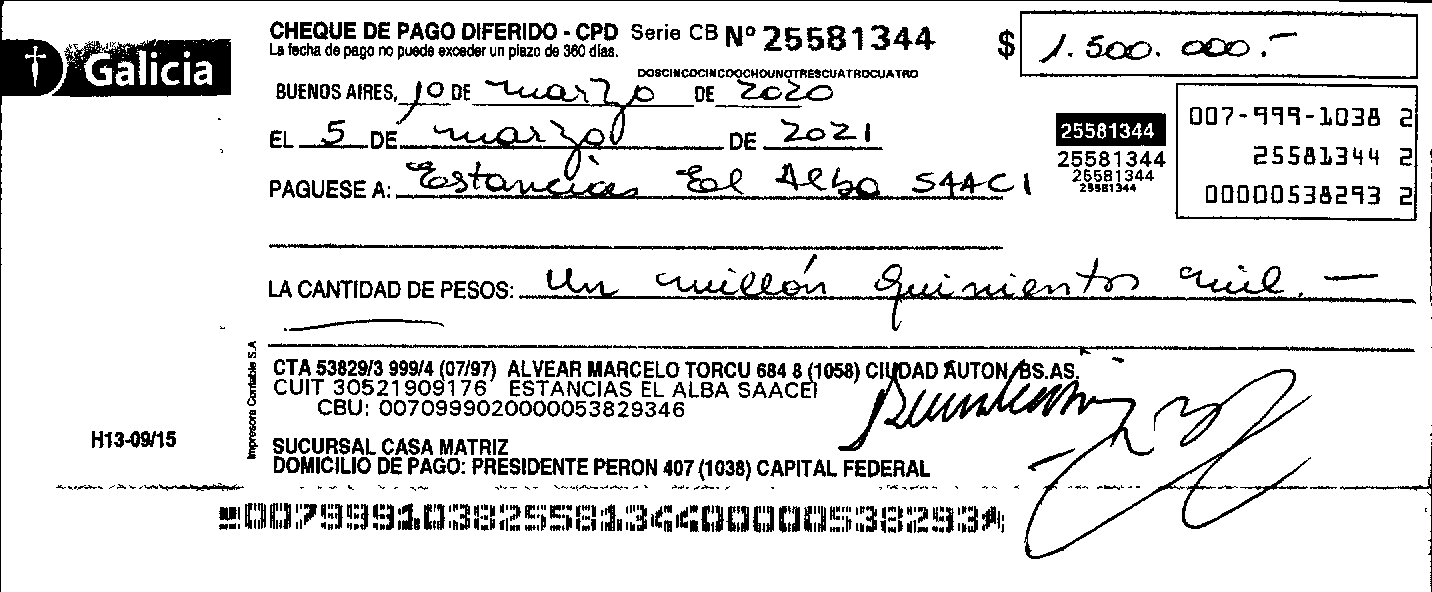 Galicia
CHEQUE DE PAGO DIFERIDO - CPD Serie CB Nº 25581344
La fecha de pago no puede exceder un plazo de 360 días.
DOSCINCOCINCOOCHOUNOTRESCUATROCUATRO
$ 1.500.000.-
BUENOS AIRES, 10 DE marzo DE 2020
EL 5 DE marzo DE 2021
PAGUESE A: Estancias El Alba SAACI
25581344
25581344
25581344
25581344
007-999-1038 2
25581344 2
00000538293 2
LA CANTIDAD DE PESOS: Un millón quinientos mil. —
CTA 53829/3 999/4 (07/97) ALVEAR MARCELO TORCU 684 8 (1058) CIUDAD AUTON/BS.AS.
CUIT 30521909176 ESTANCIAS EL ALBA SAACEI
CBU: 0070999020000053829346
SUCURSAL CASA MATRIZ
DOMICILIO DE PAGO: PRESIDENTE PERON 407 (1038) CAPITAL FEDERAL
H13-09/15
Impresora Contable S.A
00799910382558134400000538293